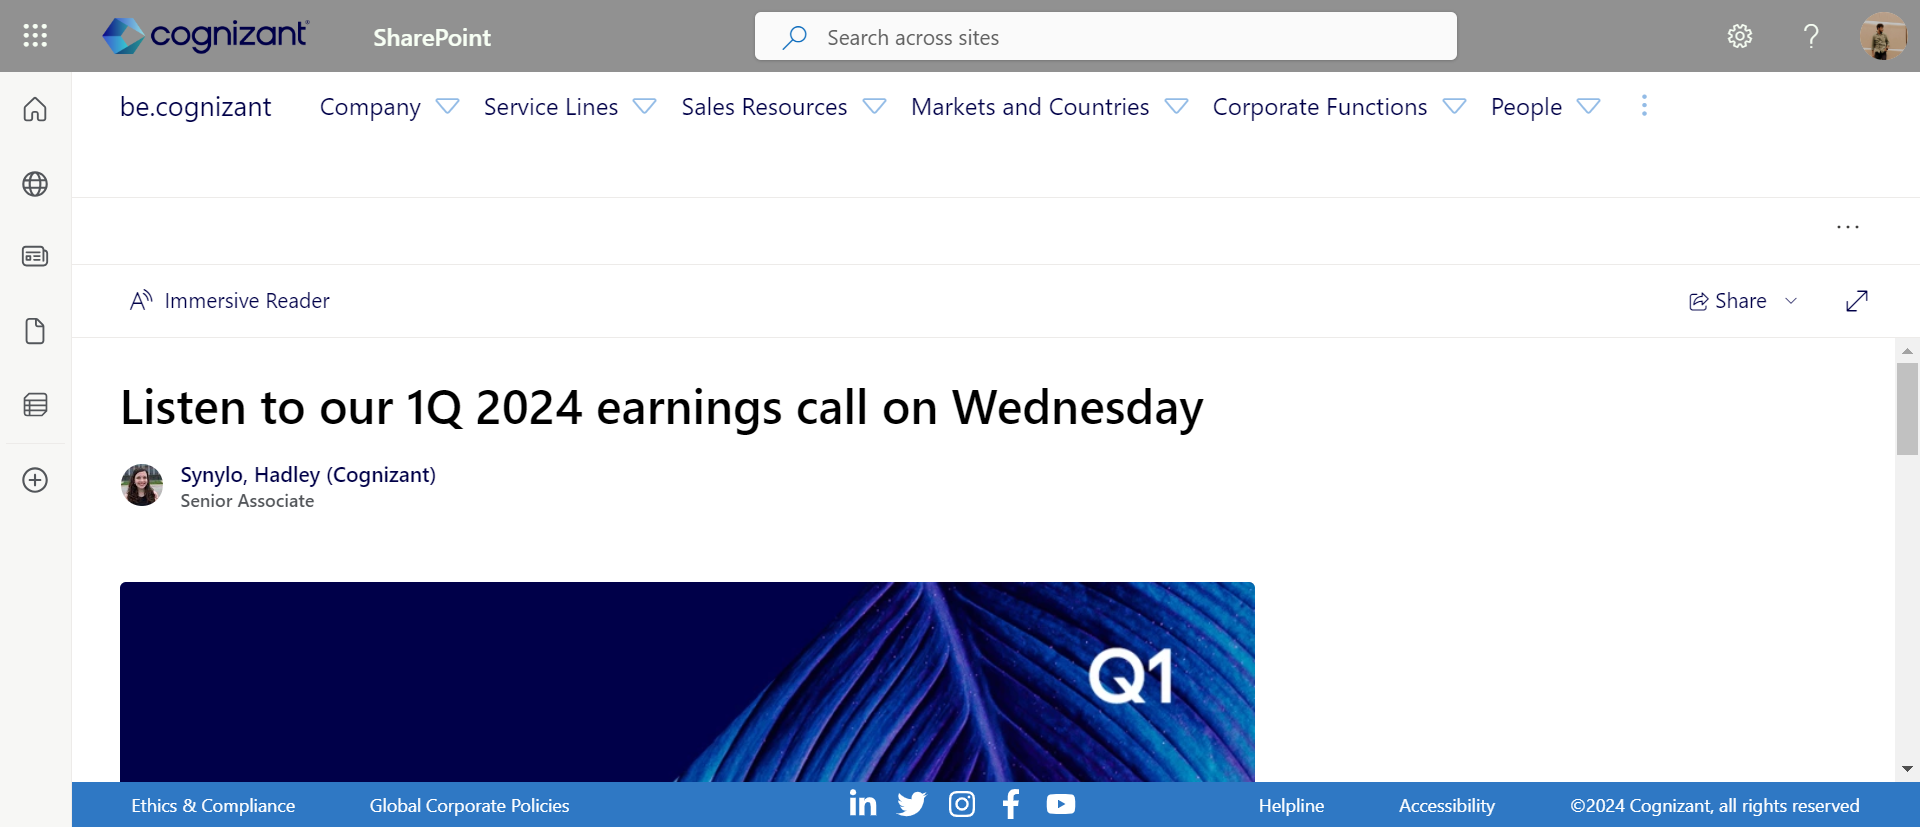 cognizant
SharePoint
Search across sites
be.cognizant
Company
Service Lines
Sales Resources
Markets and Countries
Corporate Functions
People
Immersive Reader
Share
Listen to our 1Q 2024 earnings call on Wednesday
Synylo, Hadley (Cognizant)
Senior Associate
Q1
Ethics & Compliance
Global Corporate Policies
Helpline
Accessibility
©2024 Cognizant, all rights reserved